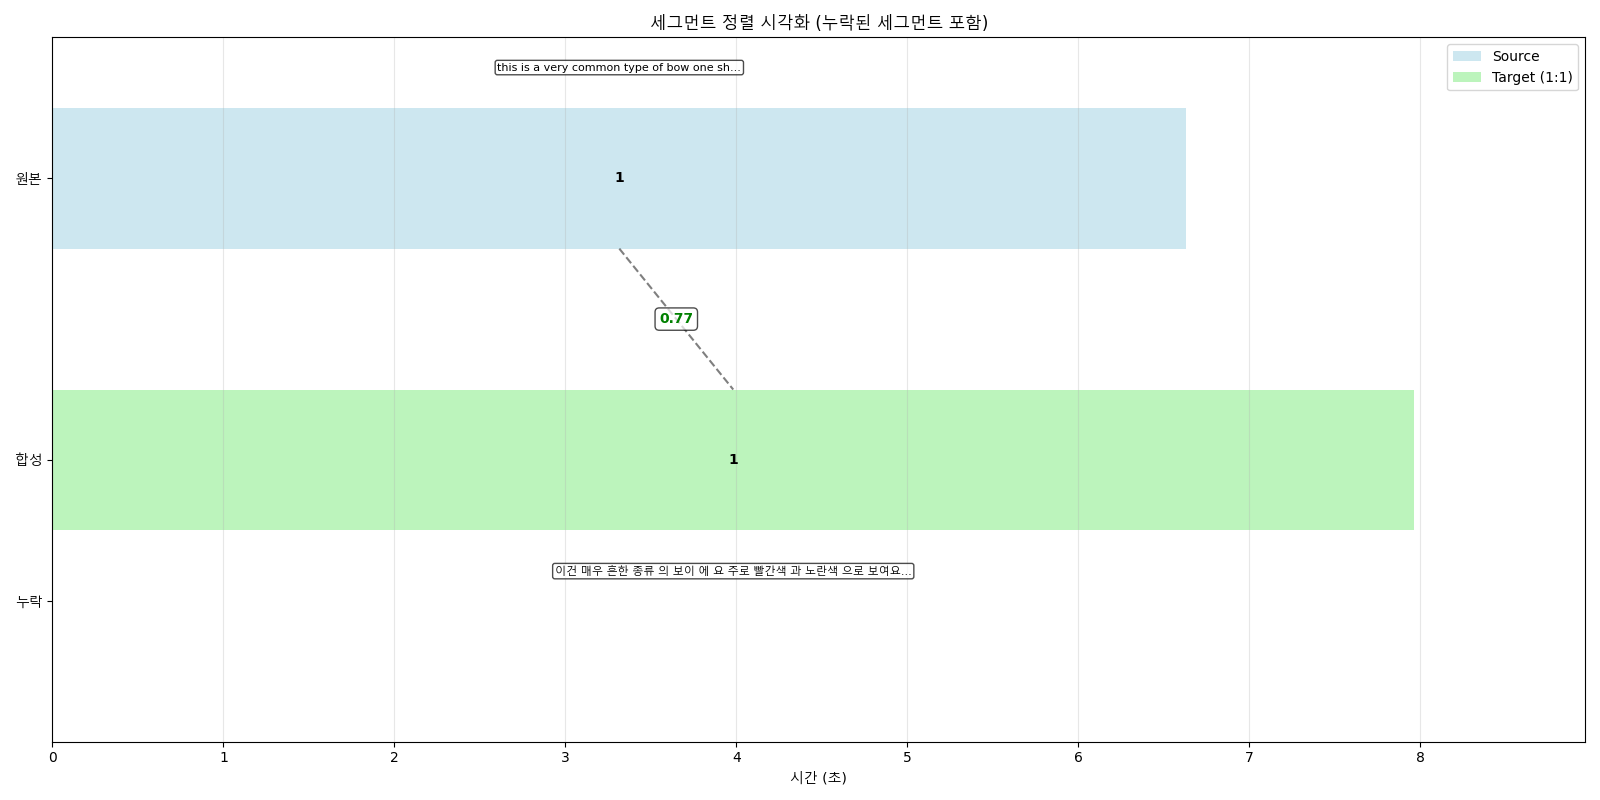 세그먼트 정렬 시각화 (누락된 세그먼트 포함)
this is a very common type of bow one sh...
Source
Target (1:1)
원본
1
0.77
합성
1
이건 매우 흔한 종류 의 보이 에 요 주로 빨간색 과 노란색 으로 보여요...
누락
0 1 2 3 4 5 6 7 8
시간 (초)